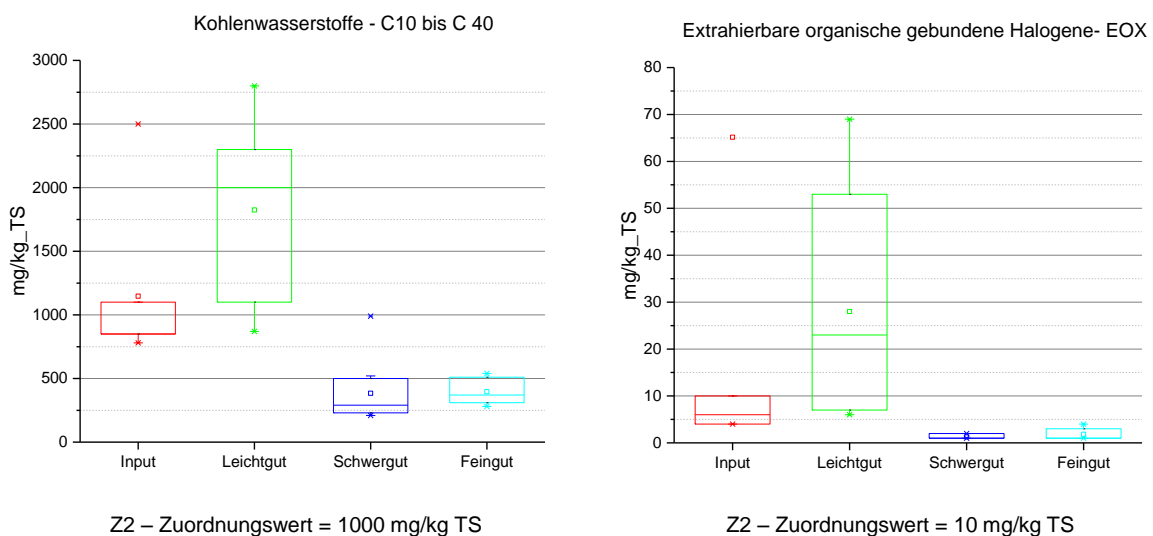 Kohlenwasserstoffe - C10 bis C 40
3000
2500
2000
1500
1000
500
0
mg/kg_TS
Input Leichtgut Schwergut Feingut
Z2 – Zuordnungswert = 1000 mg/kg TS
Extrahierbare organische gebundene Halogene- EOX
80
70
60
50
40
30
20
10
0
mg/kg_TS
Input Leichtgut Schwergut Feingut
Z2 – Zuordnungswert = 10 mg/kg TS